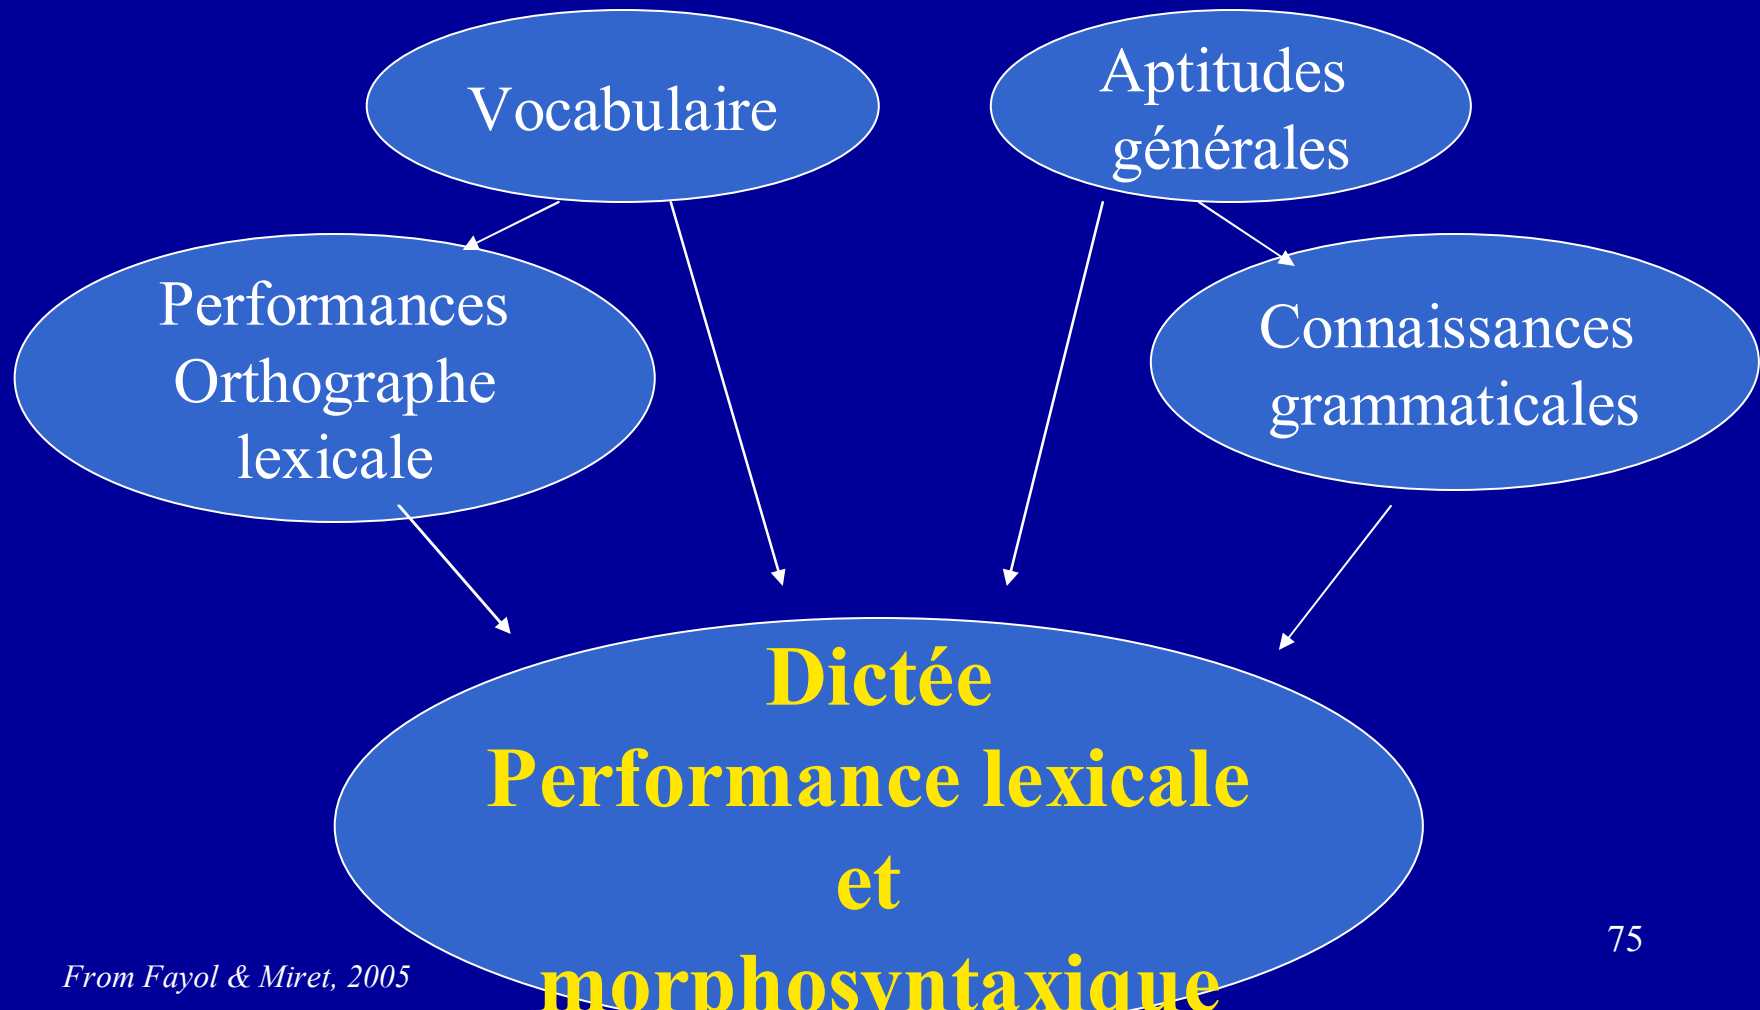 Vocabulaire
Aptitudes
générales
Performances
Orthographe
lexicale
Connaissances
grammaticales
Dictée
Performance lexicale
et
morphosyntaxique
75
From Fayol & Miret, 2005